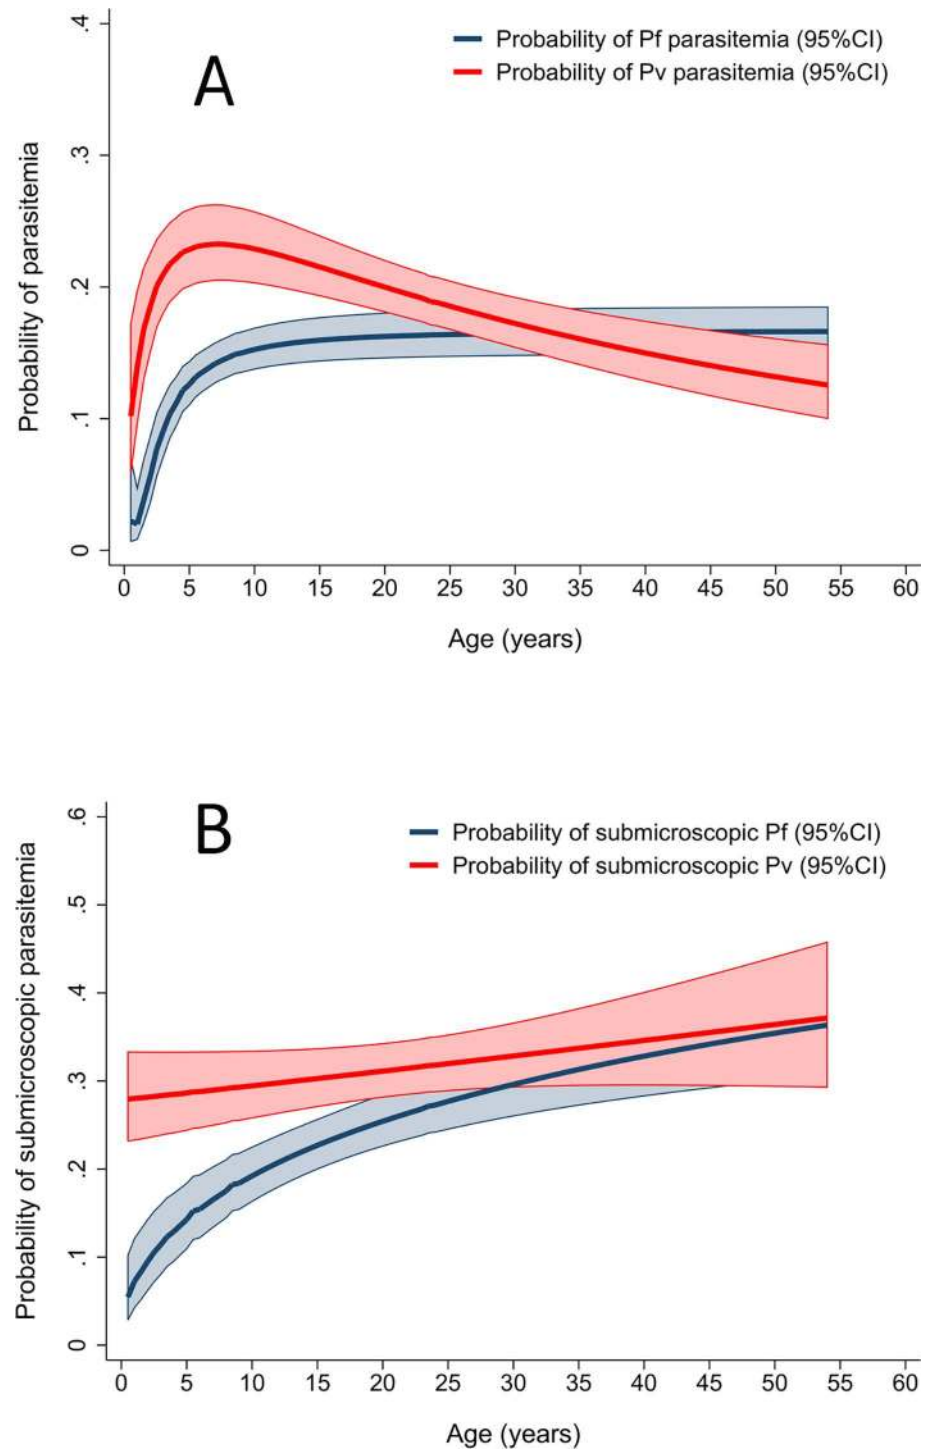 A
Probability of Pf parasitemia (95%CI)
Probability of Pv parasitemia (95%CI)
Probability of parasitemia
.4
.3
.2
.1
0
0 5 10 15 20 25 30 35 40 45 50 55 60
Age (years)
B
Probability of submicroscopic Pf (95%CI)
Probability of submicroscopic Pv (95%CI)
Probability of submicroscopic parasitemia
.6
.5
.4
.3
.2
.1
0
0 5 10 15 20 25 30 35 40 45 50 55 60
Age (years)